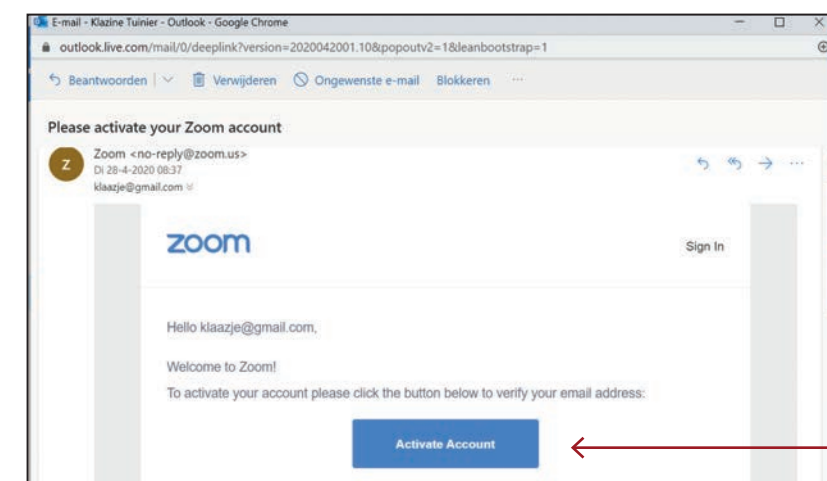 E-mail - Klazine Tuinier - Outlook - Google Chrome
outlook.live.com/mail/0/deeplink?version=2020042001.10&popoutv2=1&leanbootstrap=1
Beantwoorden Verwijderen Ongewenste e-mail Blokkeren ...
Please activate your Zoom account
Z
Zoom <no-reply@zoom.us>
Di 28-4-2020 08:37
klaazje@gmail.com
zoom
Sign In
Hello klaazje@gmail.com,
Welcome to Zoom!
To activate your account please click the button below to verify your email address:
Activate Account